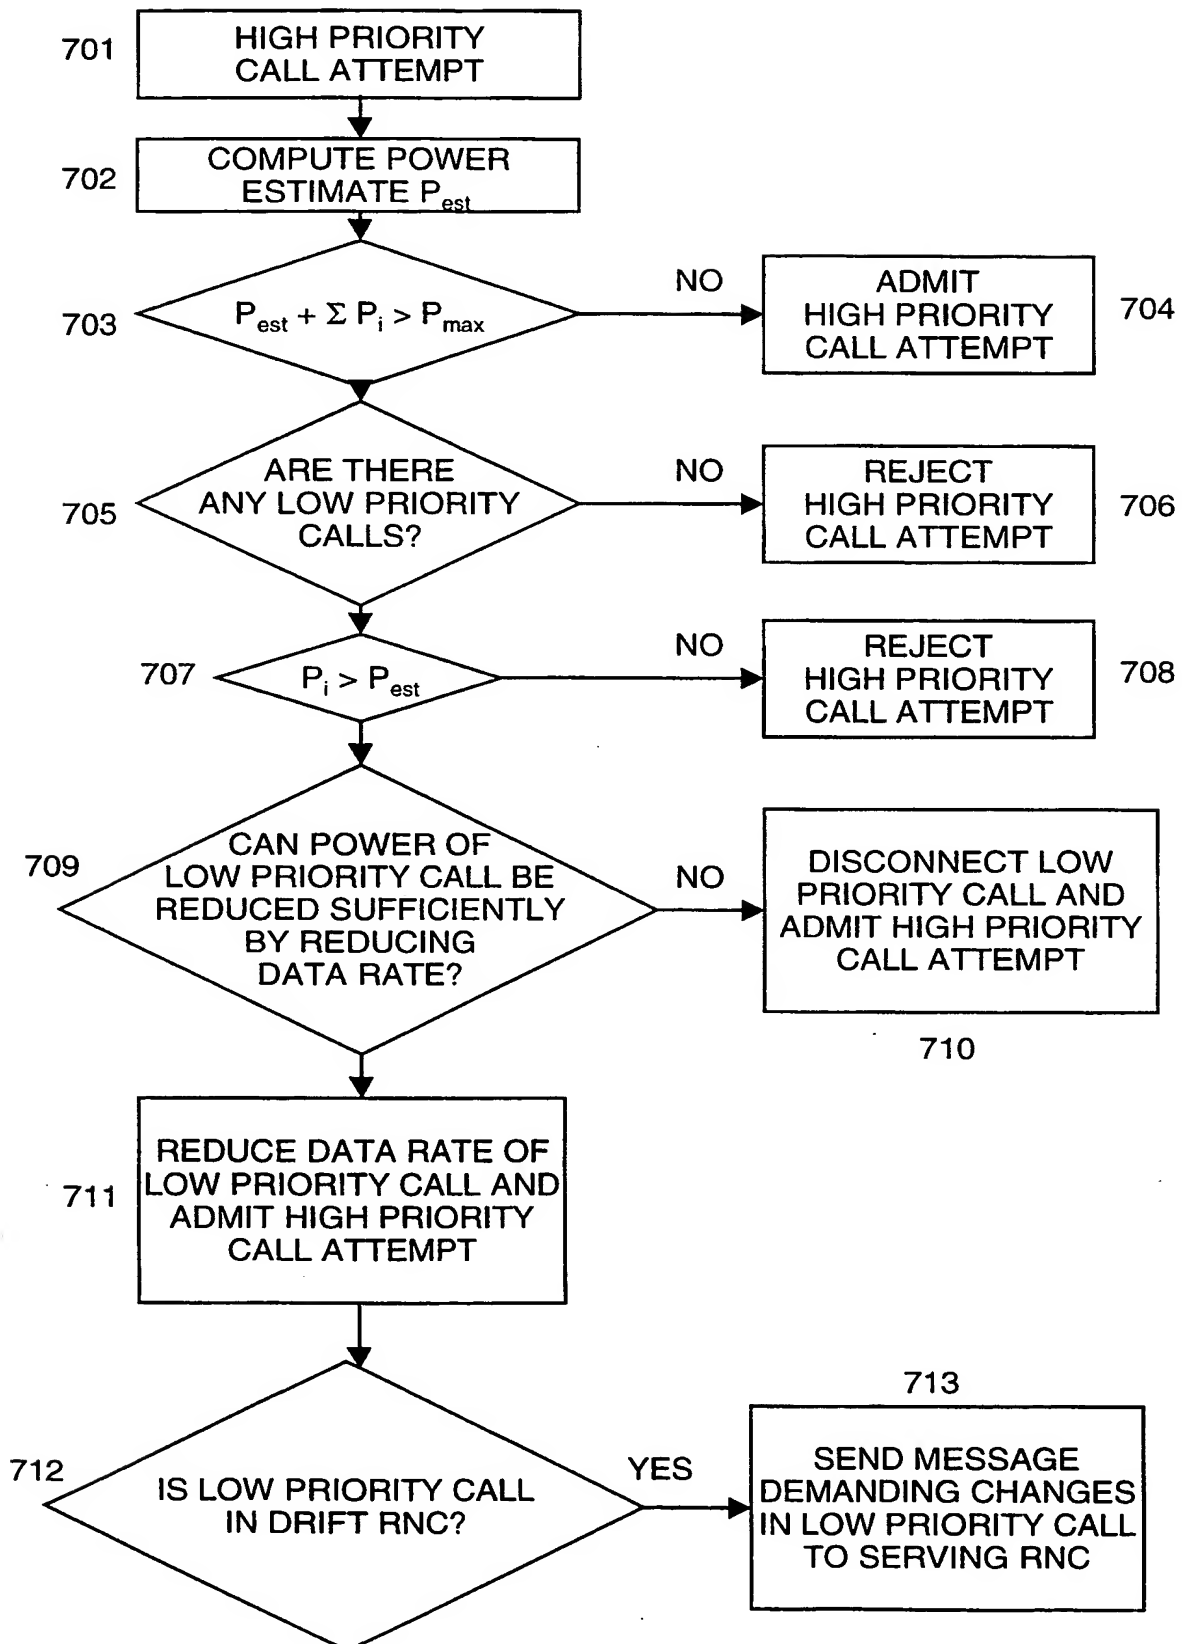 701
HIGH PRIORITY
CALL ATTEMPT
702
COMPUTE POWER
ESTIMATE Pest
703
Pest + Σ Pi > Pmax
NO
ADMIT
HIGH PRIORITY
CALL ATTEMPT
704
705
ARE THERE
ANY LOW PRIORITY
CALLS?
NO
REJECT
HIGH PRIORITY
CALL ATTEMPT
706
707
Pi > Pest
NO
REJECT
HIGH PRIORITY
CALL ATTEMPT
708
709
CAN POWER OF
LOW PRIORITY CALL BE
REDUCED SUFFICIENTLY
BY REDUCING
DATA RATE?
NO
DISCONNECT LOW
PRIORITY CALL AND
ADMIT HIGH PRIORITY
CALL ATTEMPT
710
711
REDUCE DATA RATE OF
LOW PRIORITY CALL AND
ADMIT HIGH PRIORITY
CALL ATTEMPT
712
IS LOW PRIORITY CALL
IN DRIFT RNC?
YES
713
SEND MESSAGE
DEMANDING CHANGES
IN LOW PRIORITY CALL
TO SERVING RNC